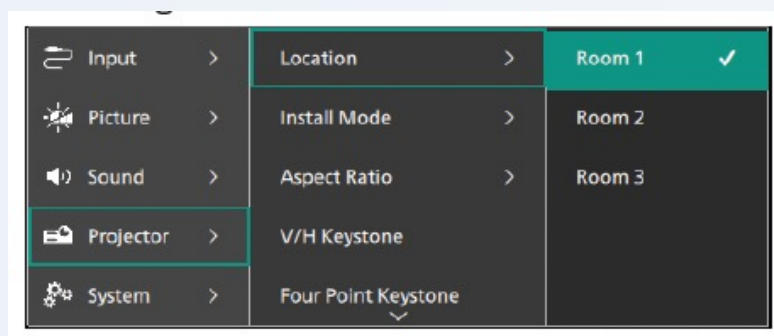 Input > Location > Room 1 ✓
Picture > Install Mode > Room 2
Sound > Aspect Ratio > Room 3
Projector > V/H Keystone
System > Four Point Keystone